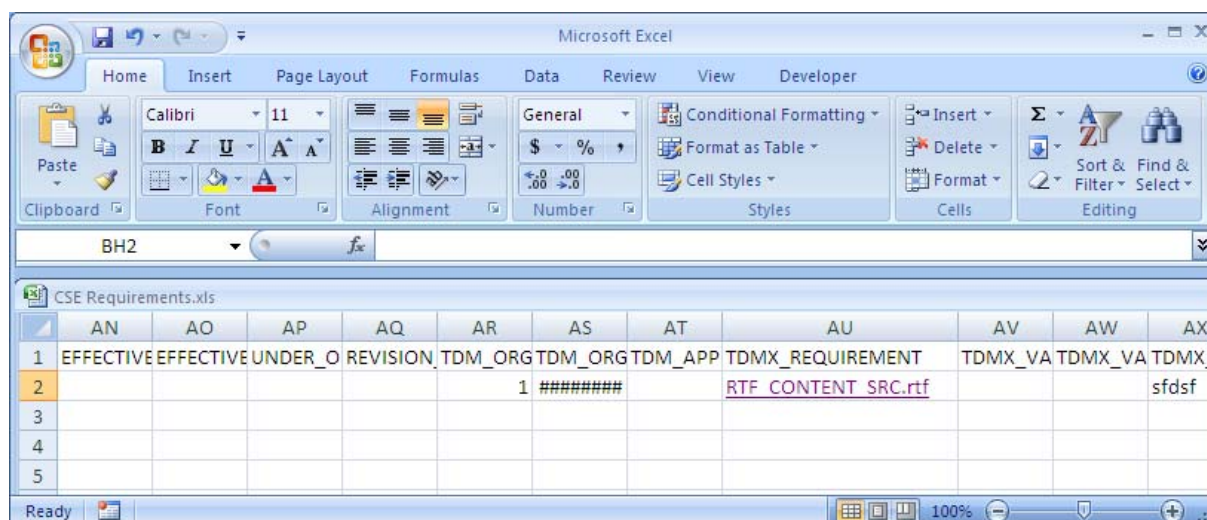 Microsoft Excel
Home Insert Page Layout Formulas Data Review View Developer
Paste
Calibri 11
B I U A A
General
$ % ,
.00 .00
Conditional Formatting
Format as Table
Cell Styles
Insert
Delete
Format
Σ
Sort & Filter
Find & Select
Clipboard Font Alignment Number Styles Cells Editing
BH2 fx
CSE Requirements.xls
AN AO AP AQ AR AS AT AU AV AW AX
1 EFFECTIVE EFFECTIVE UNDER_O REVISION_ TDM_ORG TDM_ORG TDM_APP TDMX_REQUIREMENT TDMX_VA TDMX_VA TDMX_
2 1 ######## RTF_CONTENT_SRC.rtf sfdsf
3
4
5
Ready 100%